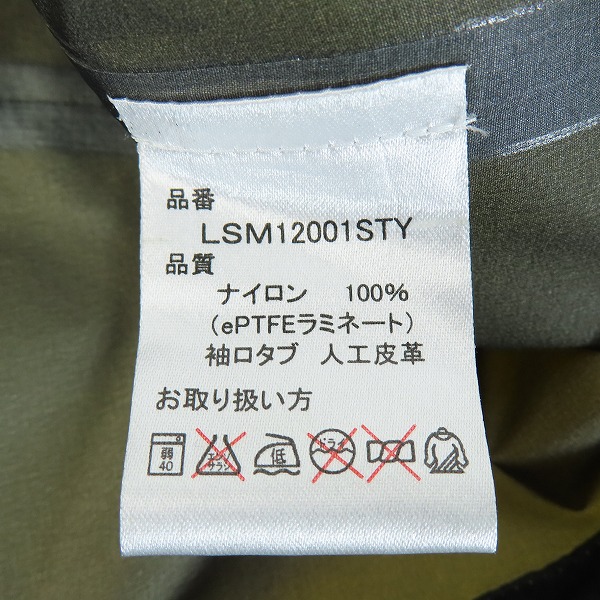 品番
LSM12001STY
品質
ナイロン 100%
(ePTFEラミネート)
袖口タブ 人工皮革
お取り扱い方
弱 40 エンソ サラシ 低 ドライ